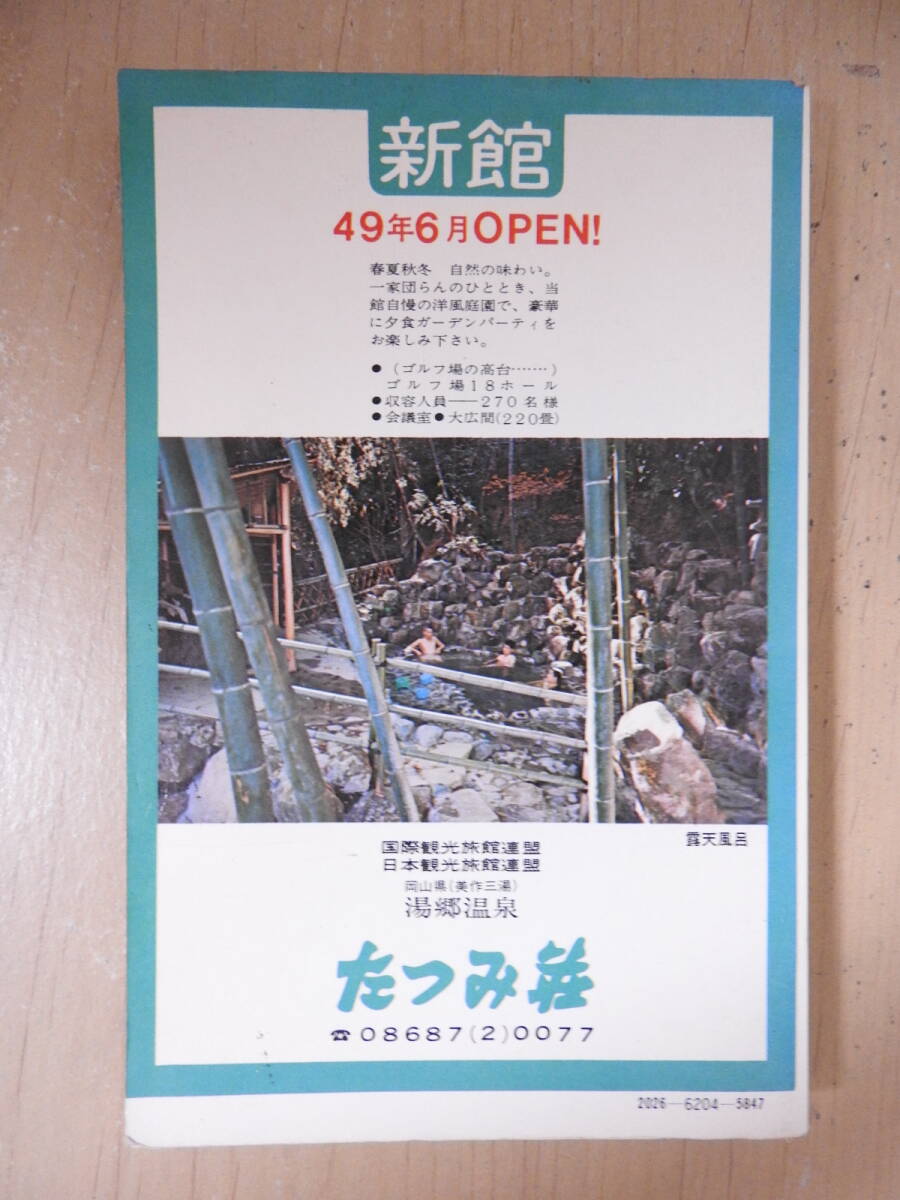 新館
49年6月OPEN!
春夏秋冬 自然の味わい。
一家団らんのひととき、当
館自慢の洋風庭園で、豪華
に夕食ガーデンパーティを
お楽しみ下さい。
●(ゴルフ場の高台‥‥‥)
ゴルフ場18ホール
●収容人員──270名様
●会議室●大広間(220畳)
露天風呂
国際観光旅館連盟
日本観光旅館連盟
岡山県(美作三湯)
湯郷温泉
たつみ荘
☎08687(2)0077
2026—6204—5847